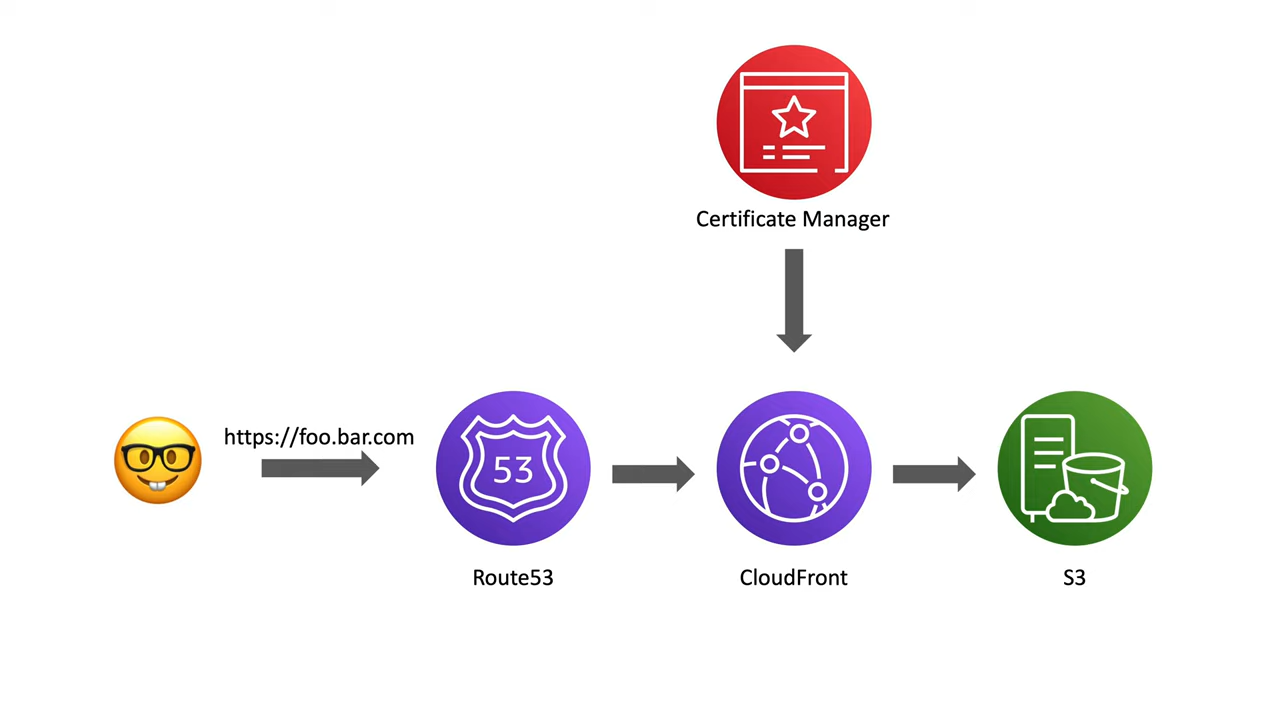 Certificate Manager
https://foo.bar.com
53
Route53
CloudFront
S3